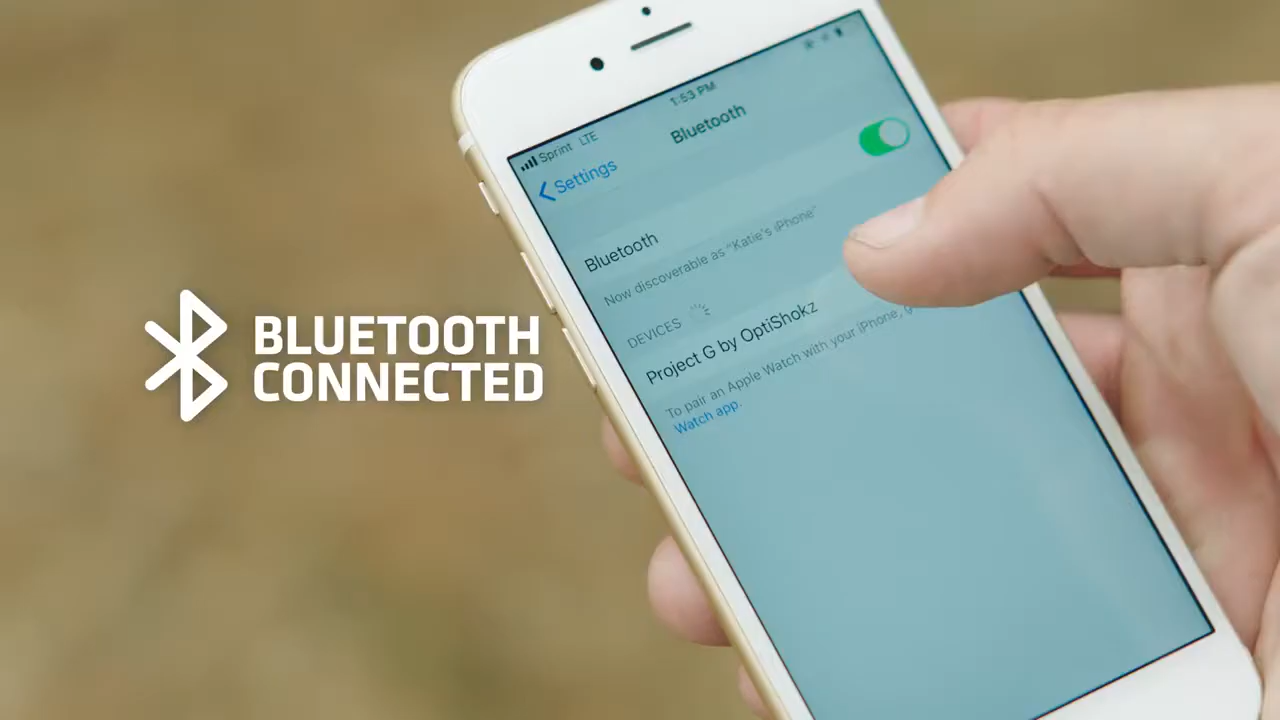 Sprint LTE
1:53 PM
Settings
Bluetooth
Bluetooth
Now discoverable as "Katie's iPhone"
DEVICES
Project G by OptiShokz
To pair an Apple Watch with your iPhone, g
Watch app.
BLUETOOTH
CONNECTED